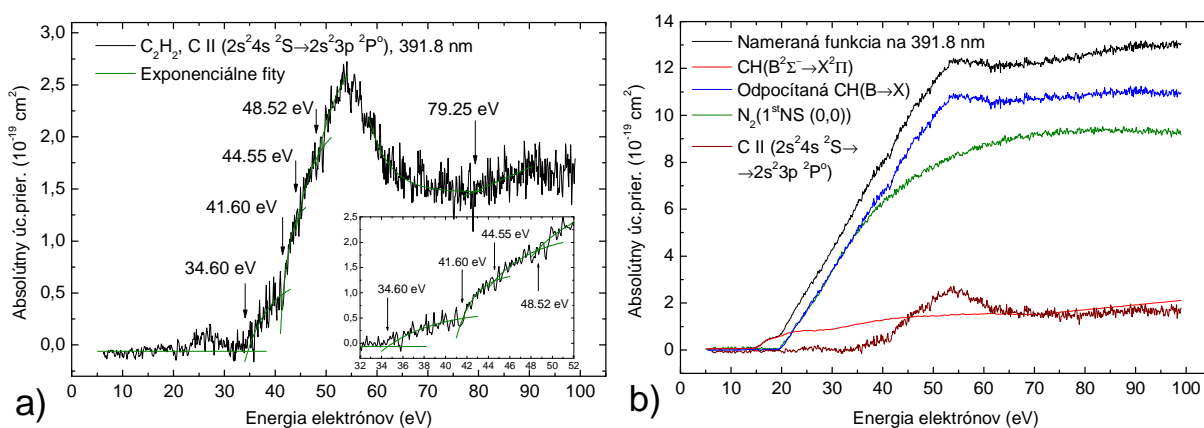 3,0
2,5
2,0
1,5
1,0
0,5
0,0
Absolútny úc.prier. (10⁻¹⁹ cm²)
C₂H₂, C II (2s²4s ²S→2s²3p ²Pᵒ), 391.8 nm
Exponenciálne fity
48.52 eV
79.25 eV
44.55 eV
41.60 eV
34.60 eV
2,5
2,0
1,5
1,0
0,5
0,0
44.55 eV
41.60 eV
34.60 eV
48.52 eV
32 34 36 38 40 42 44 46 48 50 52
0 10 20 30 40 50 60 70 80 90 100
Energia elektrónov (eV)
a)
14
12
10
8
6
4
2
0
Absolútny úc.prier. (10⁻¹⁹ cm²)
Nameraná funkcia na 391.8 nm
CH(B²Σ⁻→X²Π)
Odpocítaná CH(B→X)
N₂(1ˢᵗNS (0,0))
C II (2s²4s ²S→
→2s²3p ²Pᵒ)
0 10 20 30 40 50 60 70 80 90 100
Energia elektrónov (eV)
b)